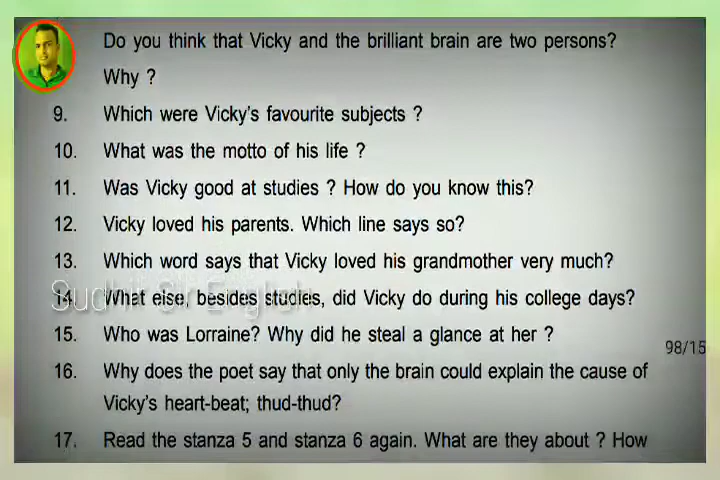 Do you think that Vicky and the brilliant brain are two persons?
Why ?
9. Which were Vicky's favourite subjects ?
10. What was the motto of his life ?
11. Was Vicky good at studies ? How do you know this?
12. Vicky loved his parents. Which line says so?
13. Which word says that Vicky loved his grandmother very much?
Sudhir Sir English
14. What else, besides studies, did Vicky do during his college days?
15. Who was Lorraine? Why did he steal a glance at her ?
98/15
16. Why does the poet say that only the brain could explain the cause of
Vicky's heart-beat; thud-thud?
17. Read the stanza 5 and stanza 6 again. What are they about ? How